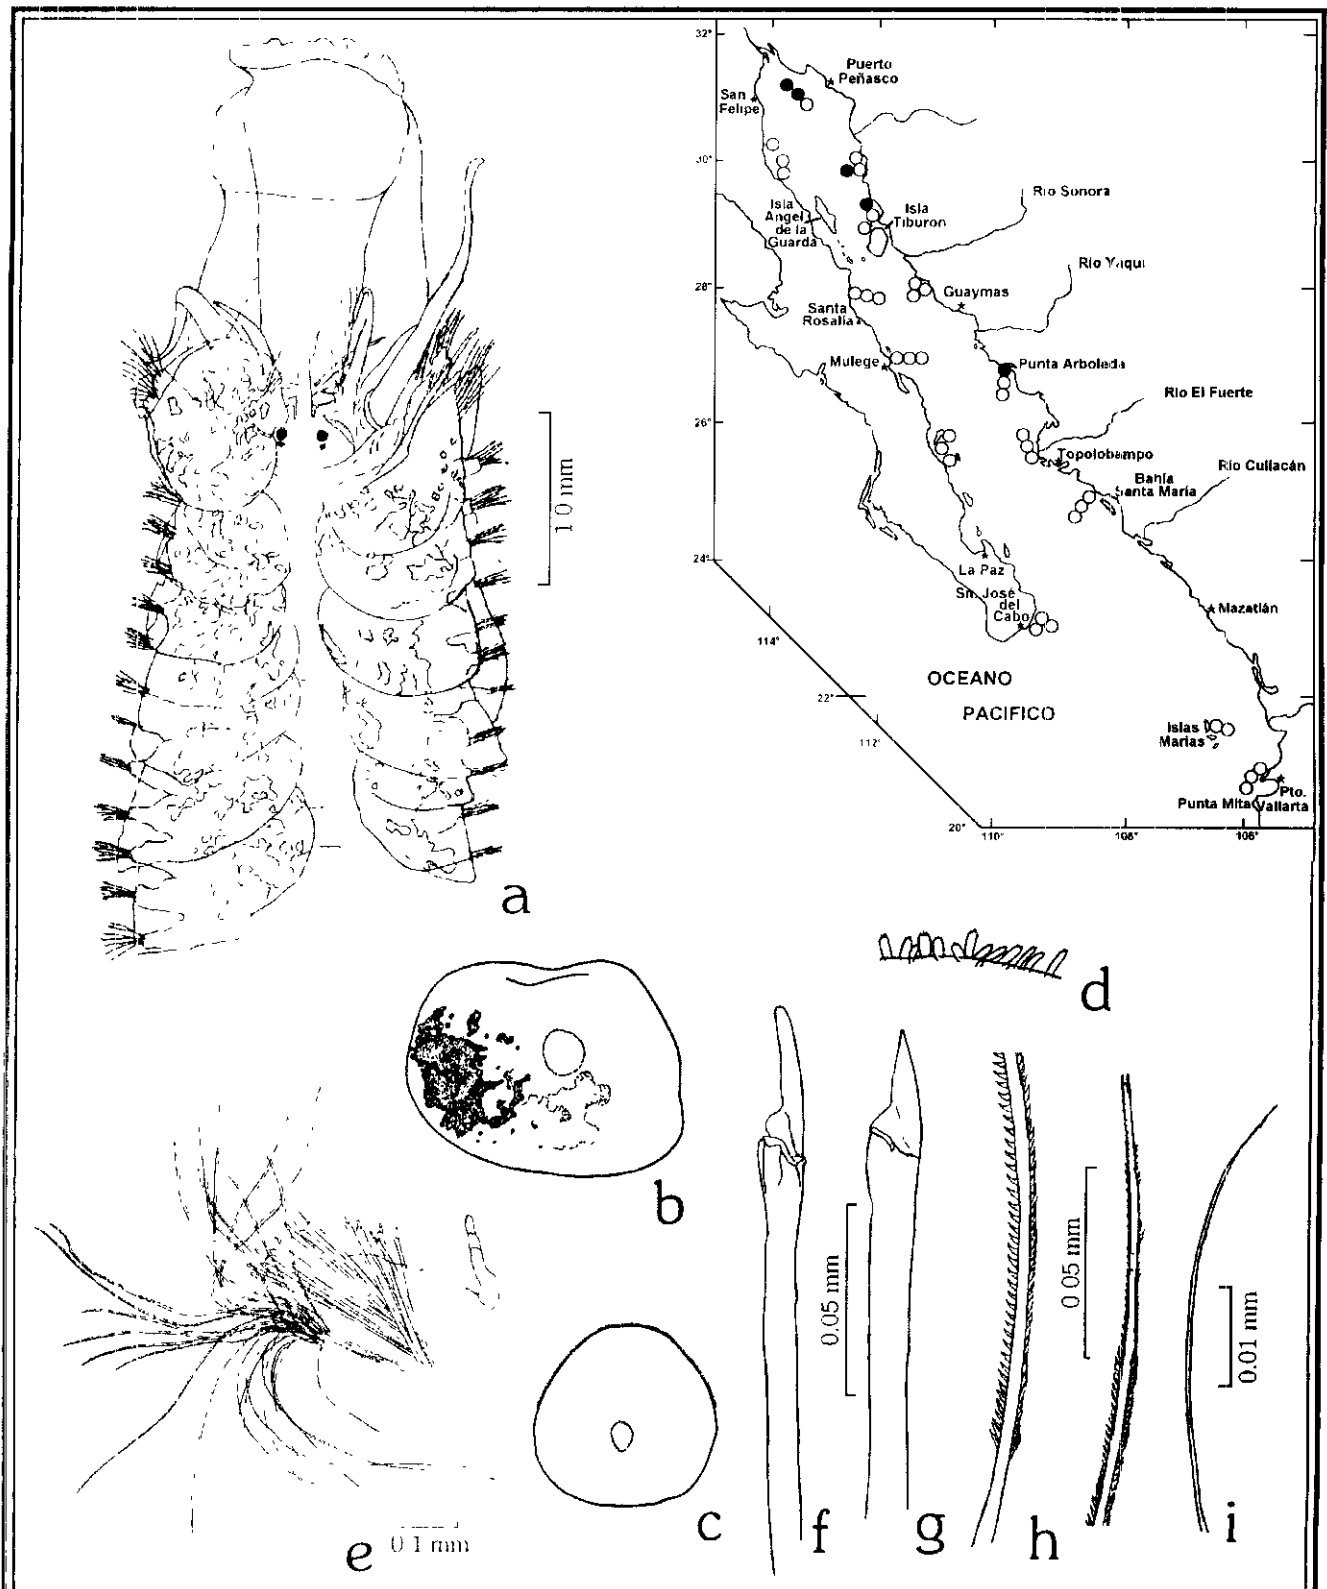 32°
Puerto
Peñasco
San
Felipe
30°
Isla
Angel
de la
Guarda
Isla
Tiburon
Rio Sonora
Rio Yaqui
28°
Guaymas
Santa
Rosalia
Mulege
Punta Arboleda
Rio El Fuerte
26°
Topolobampo
Rio Culiacán
Bahía
Santa María
24°
La Paz
Sn. José
del
Cabo
Mazatlán
114°
OCEANO
PACIFICO
22°
112°
Islas
Marias
Punta Mita
Pto.
Vallarta
20°
110°
108°
106°
10 mm
a
b
c
d
e
0.1 mm
f
0.05 mm
g
h
0.05 mm
i
0.01 mm